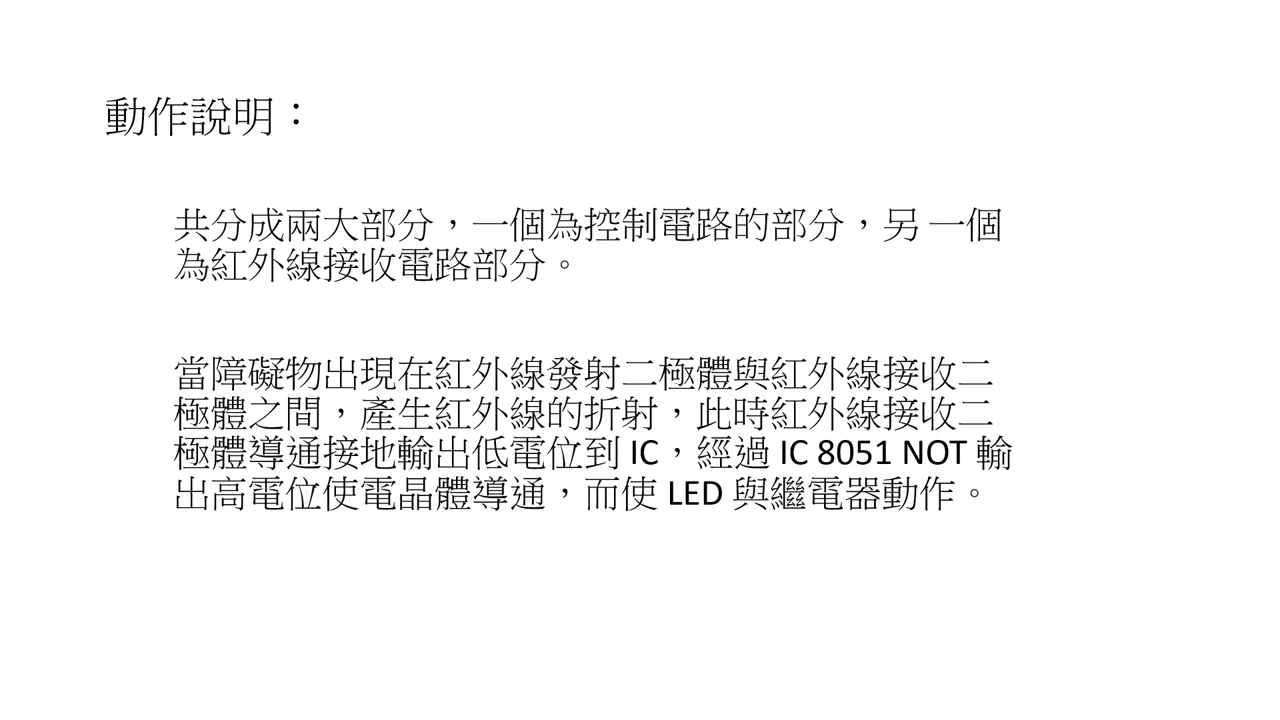 動作說明：
共分成兩大部分，一個為控制電路的部分，另 一個
為紅外線接收電路部分。
當障礙物出現在紅外線發射二極體與紅外線接收二
極體之間，產生紅外線的折射，此時紅外線接收二
極體導通接地輸出低電位到 IC，經過 IC 8051 NOT 輸
出高電位使電晶體導通，而使 LED 與繼電器動作。